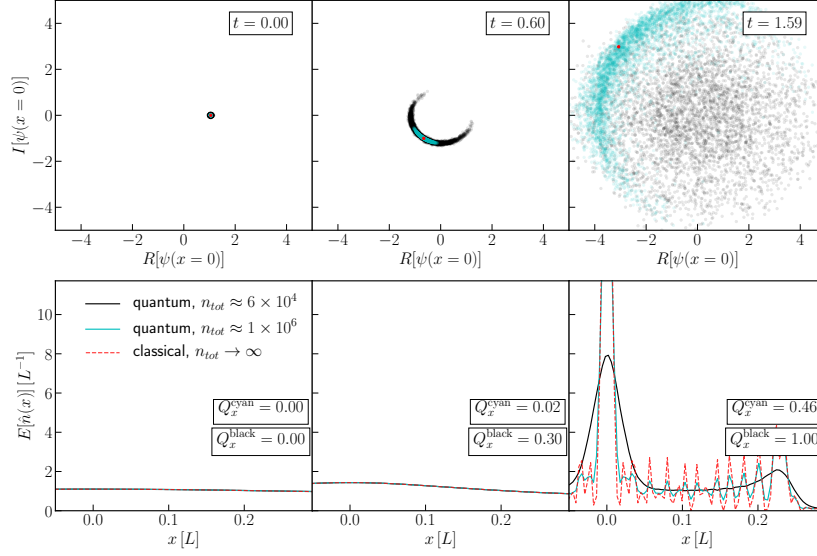 t = 0.00
t = 0.60
t = 1.59
I[ψ(x = 0)]
4
2
0
−2
−4
−4 −2 0 2 4
−4 −2 0 2 4
−4 −2 0 2 4
R[ψ(x = 0)]
R[ψ(x = 0)]
R[ψ(x = 0)]
E[n̂(x)] [L⁻¹]
10
8
6
4
2
0
quantum, n_tot ≈ 6 × 10⁴
quantum, n_tot ≈ 1 × 10⁶
classical, n_tot → ∞
Q_x^cyan = 0.00
Q_x^black = 0.00
Q_x^cyan = 0.02
Q_x^black = 0.30
Q_x^cyan = 0.46
Q_x^black = 1.00
0.0 0.1 0.2
0.0 0.1 0.2
0.0 0.1 0.2
x [L]
x [L]
x [L]